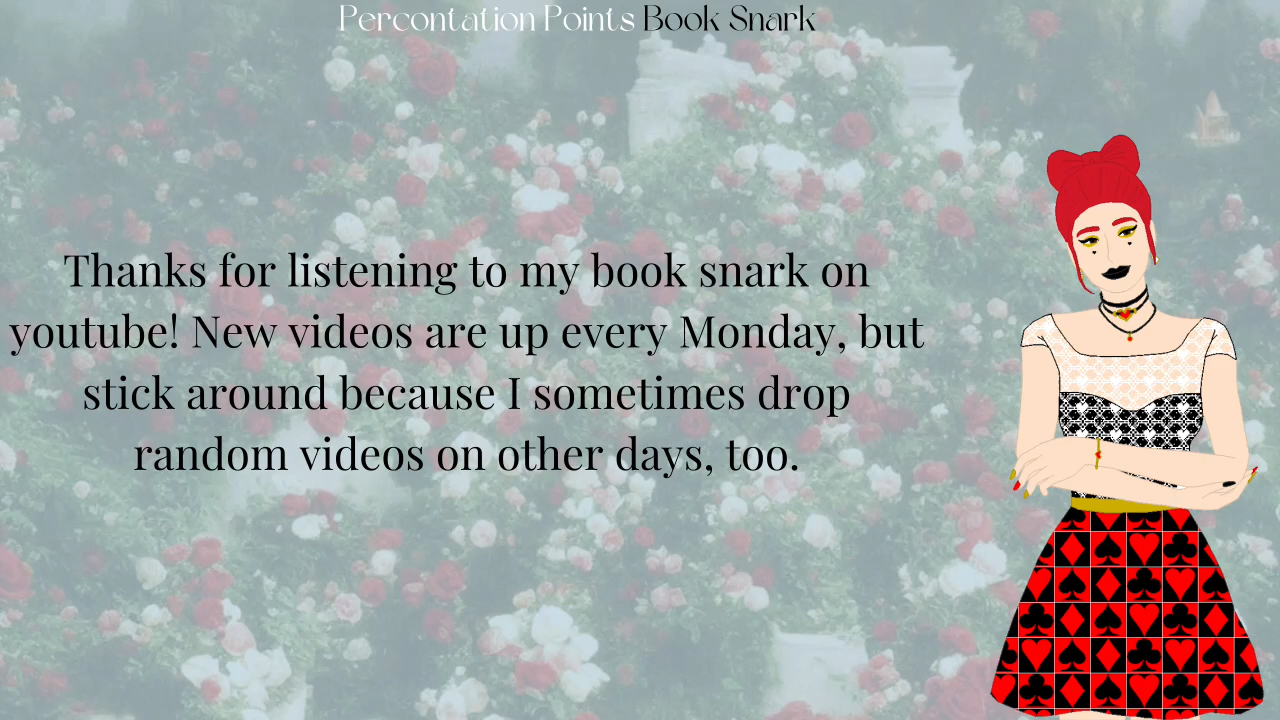 Percontation Points Book Snark
Thanks for listening to my book snark on
youtube! New videos are up every Monday, but
stick around because I sometimes drop
random videos on other days, too.